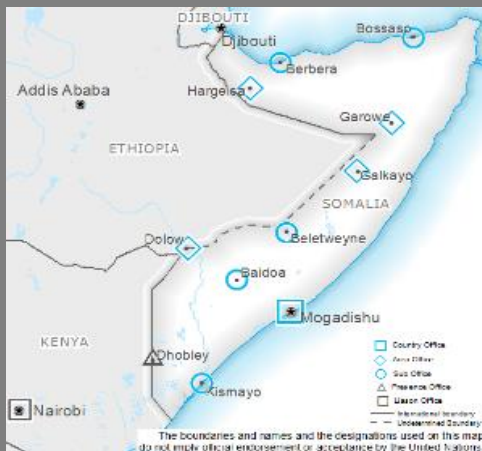 DJIBOUTI
Djibouti
Bossaso
Berbera
Addis Ababa
Hargeisa
Garowe
ETHIOPIA
Galkayo
SOMALIA
Dolow
Beletweyne
Baidoa
Mogadishu
KENYA
Dhobley
Kismayo
Nairobi
Country Office
Area Office
Sub Office
Presence Office
Liaison Office
International boundary
Undetermined Boundary
The boundaries and names and the designations used on this map
do not imply official endorsement or acceptance by the United Nations